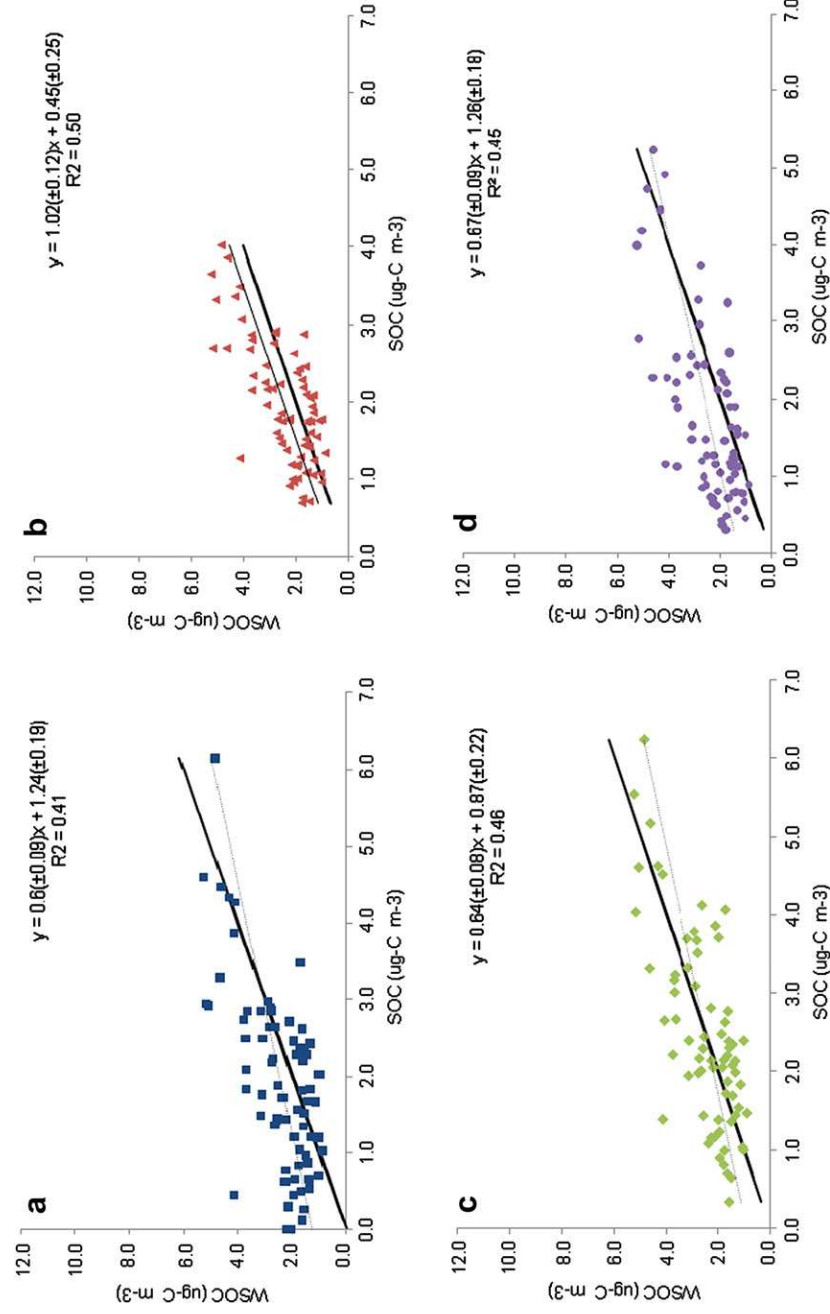 a
y = 0.6(±0.09)x + 1.24(±0.19)
R2 = 0.41
12.0
10.0
8.0
6.0
4.0
2.0
0.0
WSOC (ug-C m-3)
0.0 1.0 2.0 3.0 4.0 5.0 6.0 7.0
SOC (ug-C m-3)
b
y = 1.02(±0.12)x + 0.45(±0.25)
R2 = 0.50
12.0
10.0
8.0
6.0
4.0
2.0
0.0
WSOC (ug-C m-3)
0.0 1.0 2.0 3.0 4.0 5.0 6.0 7.0
SOC (ug-C m-3)
c
y = 0.64(±0.08)x + 0.87(±0.22)
R2 = 0.46
12.0
10.0
8.0
6.0
4.0
2.0
0.0
WSOC (ug-C m-3)
0.0 1.0 2.0 3.0 4.0 5.0 6.0 7.0
SOC (ug-C m-3)
d
y = 0.67(±0.09)x + 1.26(±0.18)
R² = 0.45
12.0
10.0
8.0
6.0
4.0
2.0
0.0
WSOC (ug-C m-3)
0.0 1.0 2.0 3.0 4.0 5.0 6.0 7.0
SOC (ug-C m-3)